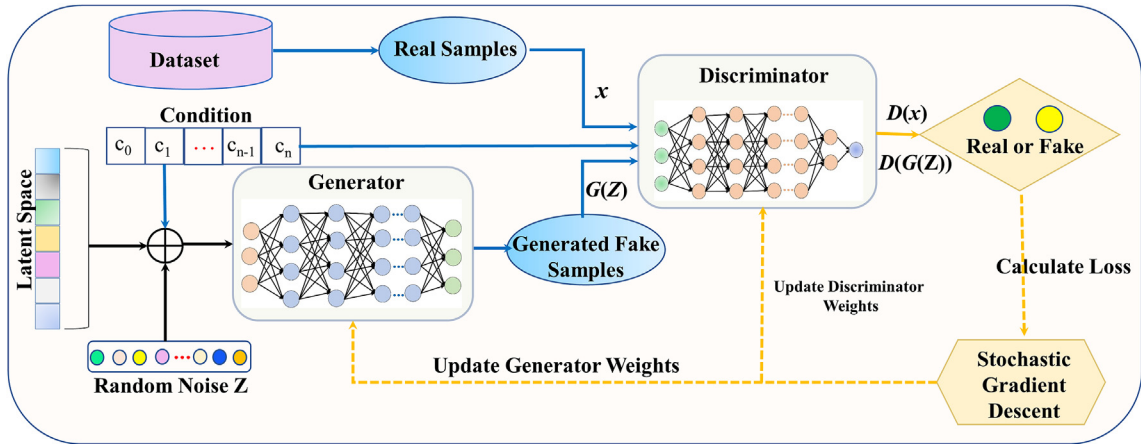 Dataset
Real Samples
x
Discriminator
D(x)
D(G(Z))
Real or Fake
Condition
c0 c1 ... cn-1 cn
Latent Space
Generator
G(Z)
Generated Fake
Samples
Random Noise Z
Calculate Loss
Update Discriminator
Weights
Update Generator Weights
Stochastic
Gradient
Descent